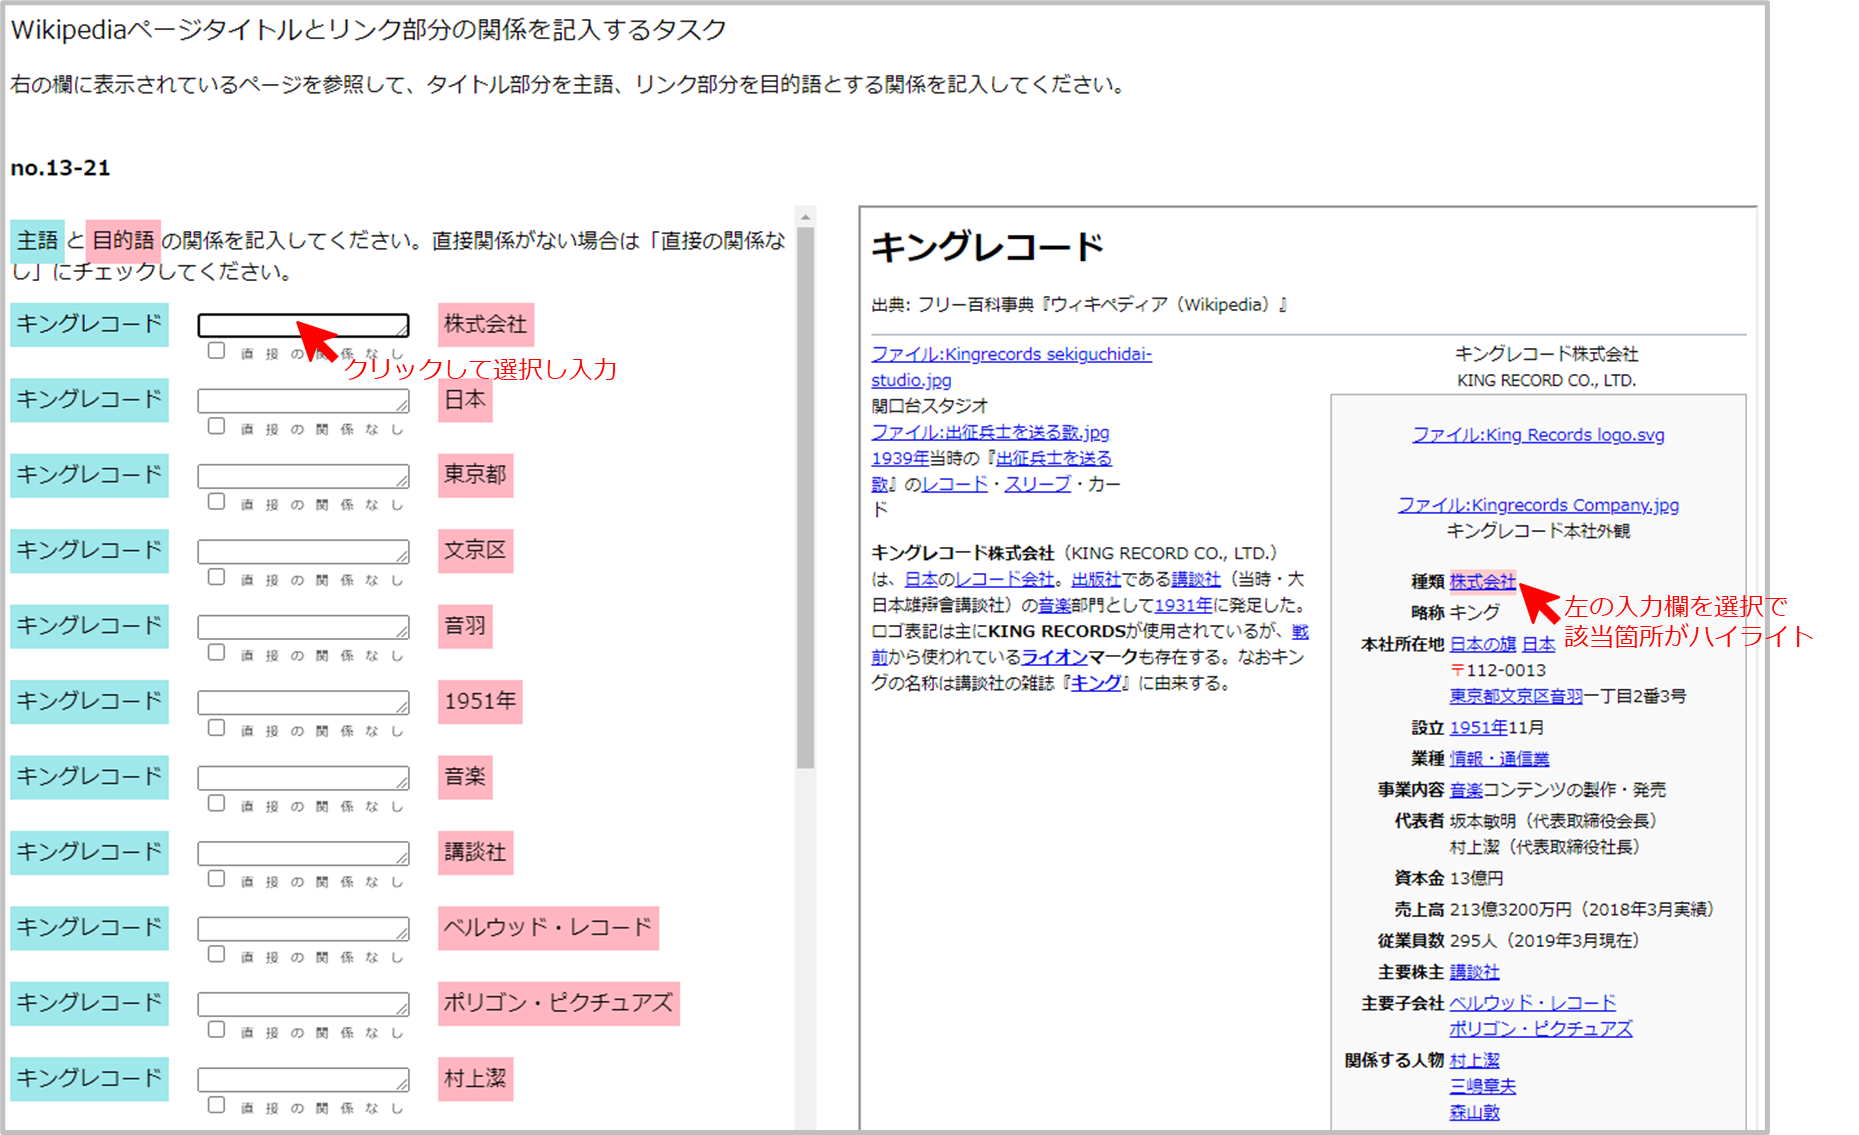 Wikipediaページタイトルとリンク部分の関係を記入するタスク
右の欄に表示されているページを参照して、タイトル部分を主語、リンク部分を目的語とする関係を記入してください。
no.13-21
主語 と 目的語 の関係を記入してください。直接関係がない場合は「直接の関係な
し」にチェックしてください。
キングレコード 株式会社
直接の関係なし
クリックして選択し入力
キングレコード 日本
直接の関係なし
キングレコード 東京都
直接の関係なし
キングレコード 文京区
直接の関係なし
キングレコード 音羽
直接の関係なし
キングレコード 1951年
直接の関係なし
キングレコード 音楽
直接の関係なし
キングレコード 講談社
直接の関係なし
キングレコード ベルウッド・レコード
直接の関係なし
キングレコード ポリゴン・ピクチュアズ
直接の関係なし
キングレコード 村上潔
直接の関係なし
キングレコード
出典: フリー百科事典『ウィキペディア（Wikipedia）』
ファイル:Kingrecords sekiguchidai-
studio.jpg
関口台スタジオ
ファイル:出征兵士を送る歌.jpg
1939年当時の『出征兵士を送る
歌』のレコード・スリーブ・カー
ド
キングレコード株式会社（KING RECORD CO., LTD.）
は、日本のレコード会社。出版社である講談社（当時・大
日本雄辯會講談社）の音楽部門として1931年に発足した。
ロゴ表記は主にKING RECORDSが使用されているが、戦
前から使われているライオンマークも存在する。なおキン
グの名称は講談社の雑誌『キング』に由来する。
キングレコード株式会社
KING RECORD CO., LTD.
ファイル:King Records logo.svg
ファイル:Kingrecords Company.jpg
キングレコード本社外観
種類 株式会社
左の入力欄を選択で
該当箇所がハイライト
略称 キング
本社所在地 日本の旗 日本
〒112-0013
東京都文京区音羽一丁目2番3号
設立 1951年11月
業種 情報・通信業
事業内容 音楽コンテンツの製作・発売
代表者 坂本敏明（代表取締役会長）
村上潔（代表取締役社長）
資本金 13億円
売上高 213億3200万円（2018年3月実績）
従業員数 295人（2019年3月現在）
主要株主 講談社
主要子会社 ベルウッド・レコード
ポリゴン・ピクチュアズ
関係する人物 村上潔
三嶋章夫
森山敦